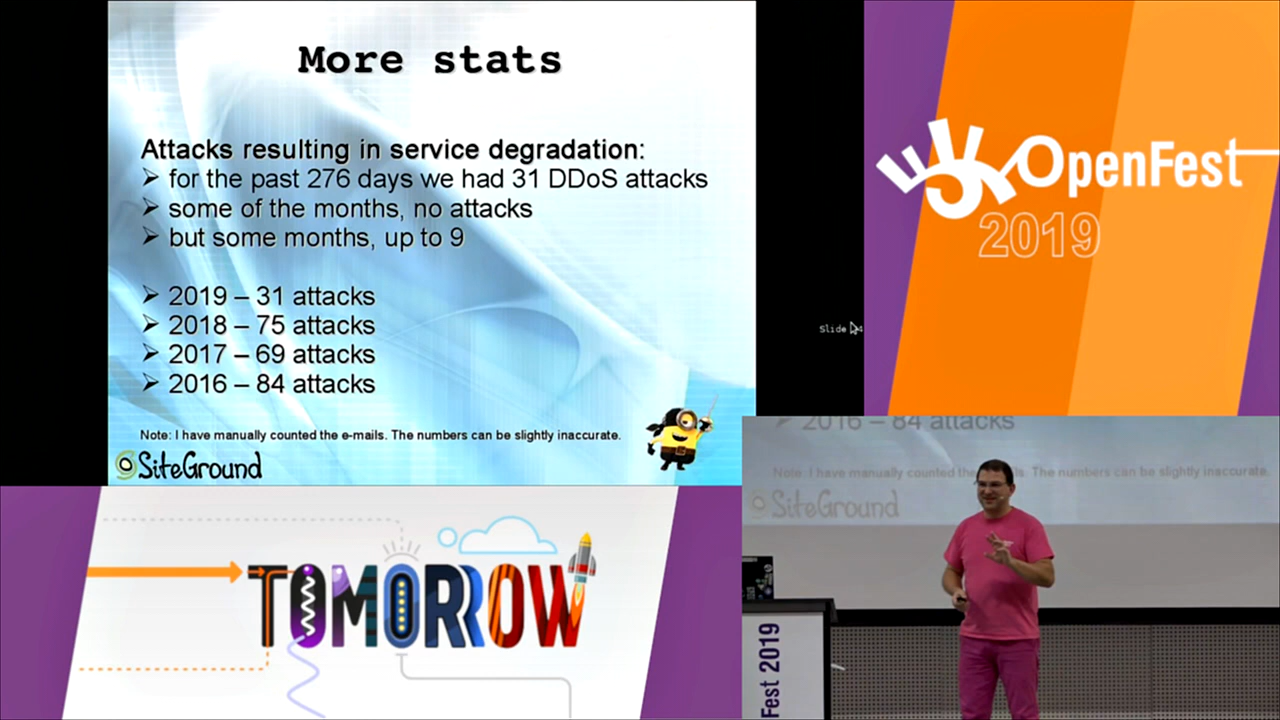 More stats
Attacks resulting in service degradation:
➢ for the past 276 days we had 31 DDoS attacks
➢ some of the months, no attacks
➢ but some months, up to 9
➢ 2019 – 31 attacks
➢ 2018 – 75 attacks
➢ 2017 – 69 attacks
➢ 2016 – 84 attacks
Note: I have manually counted the e-mails. The numbers can be slightly inaccurate.
SiteGround
OpenFest
2019
Slide
TOMORROW
2016 – 84 attacks
Note: I have manually counted the The numbers can be slightly inaccurate.
SiteGround
Fest 2019